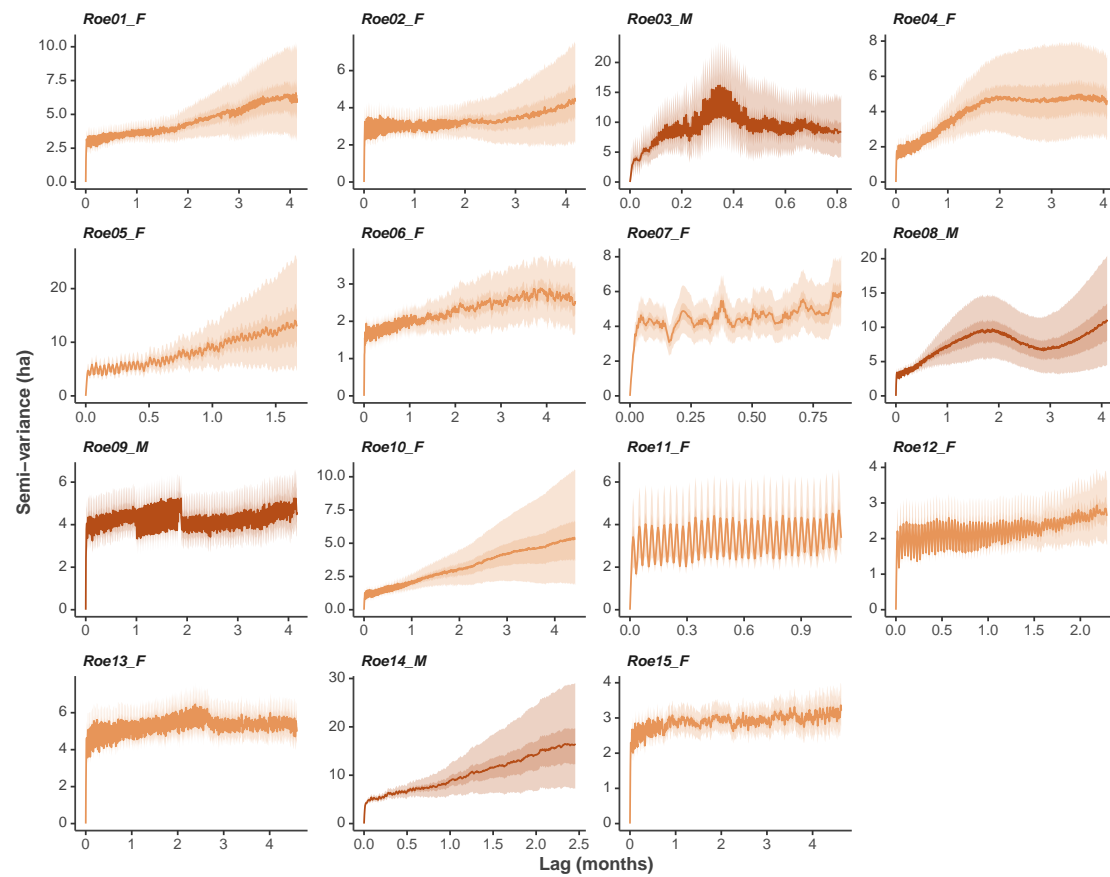 Roe01_F Roe02_F Roe03_M Roe04_F
10.0 7.5 5.0 2.5 0.0
6 4 2 0
20 15 10 5 0
8 6 4 2 0
0 1 2 3 4
0 1 2 3 4
0.0 0.2 0.4 0.6 0.8
0 1 2 3 4
Roe05_F Roe06_F Roe07_F Roe08_M
20 10 0
3 2 1 0
8 6 4 2 0
20 15 10 5 0
0.0 0.5 1.0 1.5
0 1 2 3 4
0.00 0.25 0.50 0.75
0 1 2 3 4
Semi−variance (ha)
Roe09_M Roe10_F Roe11_F Roe12_F
6 4 2 0
10.0 7.5 5.0 2.5 0.0
6 4 2 0
4 3 2 1 0
0 1 2 3 4
0 1 2 3 4
0.0 0.3 0.6 0.9
0.0 0.5 1.0 1.5 2.0
Roe13_F Roe14_M Roe15_F
6 4 2 0
30 20 10 0
4 3 2 1 0
0 1 2 3 4
0.0 0.5 1.0 1.5 2.0 2.5
0 1 2 3 4
Lag (months)